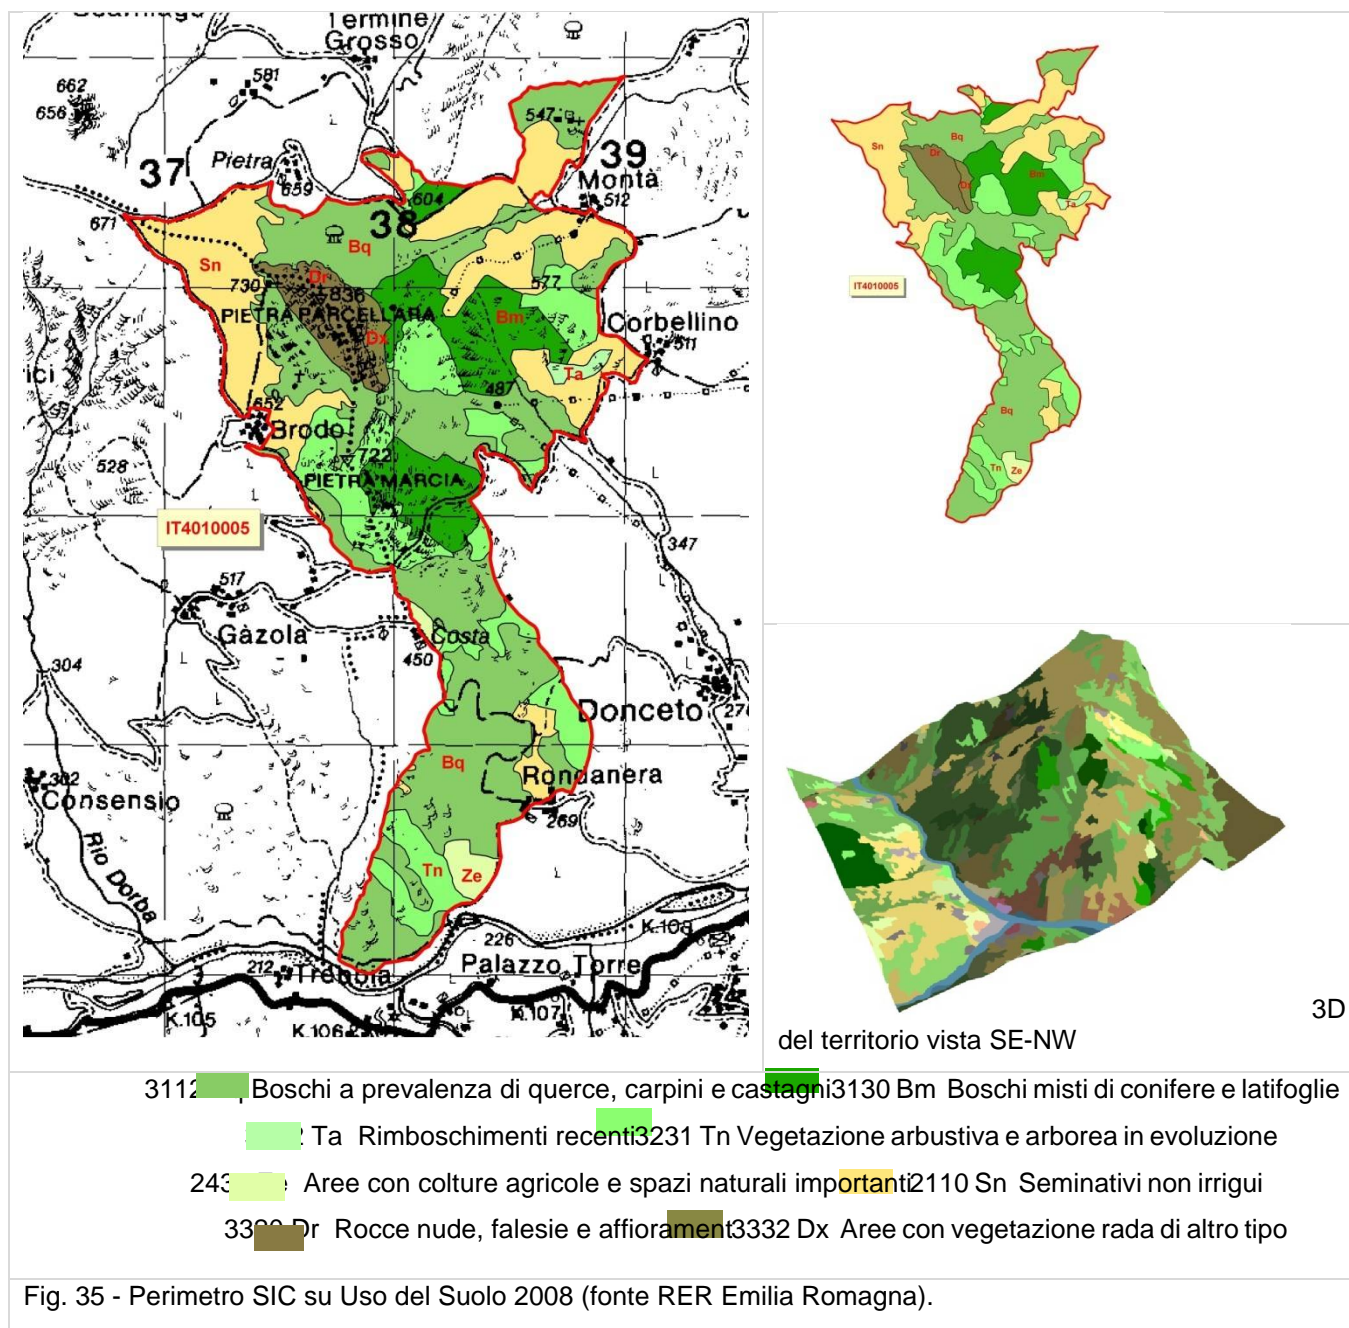 Termine
Grosso
581
662
656
547
Pietra
659
37
39
Montà
512
604
38
671
Bq
Sn
Dr
730
836
577
PIETRA PARCELLARA
Bm
Dx
Corbellino
511
ici
Ta
487
652
Brodo
722
528
PIETRA MARCIA
IT4010005
347
517
Gàzola
Costa
450
304
Donceto
Bq
Rondanera
302
Consensio
269
Rio Dorba
Tn
Ze
K.108
226
212
Trebola
Palazzo Torre
K.105
K.106
K.107
Bq
Sn
Dr
Dx
Bm
Ta
IT4010005
Bq
Tn
Ze
3D
del territorio vista SE-NW
3112 Boschi a prevalenza di querce, carpini e castagni 3130 Bm Boschi misti di conifere e latifoglie
Ta Rimboschimenti recenti 3231 Tn Vegetazione arbustiva e arborea in evoluzione
243 Aree con colture agricole e spazi naturali importanti 2110 Sn Seminativi non irrigui
Dr Rocce nude, falesie e affiorament 3332 Dx Aree con vegetazione rada di altro tipo
Fig. 35 - Perimetro SIC su Uso del Suolo 2008 (fonte RER Emilia Romagna).